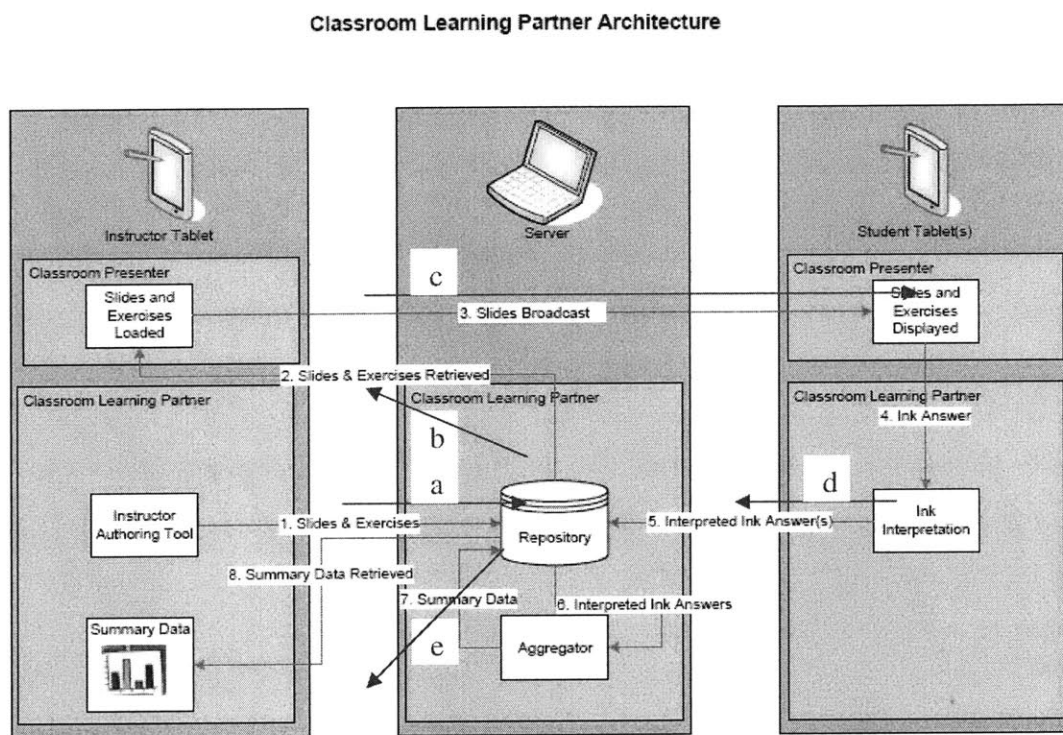 Classroom Learning Partner Architecture
Instructor Tablet
Server
Student Tablet(s)
Classroom Presenter
Slides and
Exercises
Loaded
c
3. Slides Broadcast
Classroom Presenter
Slides and
Exercises
Displayed
2. Slides & Exercises Retrieved
Classroom Learning Partner
Classroom Learning Partner
Classroom Learning Partner
4. Ink Answer
b
a
d
Instructor
Authoring Tool
1. Slides & Exercises
Repository
5. Interpreted Ink Answer(s)
Ink
Interpretation
8. Summary Data Retrieved
7. Summary Data
6. Interpreted Ink Answers
Summary Data
e
Aggregator